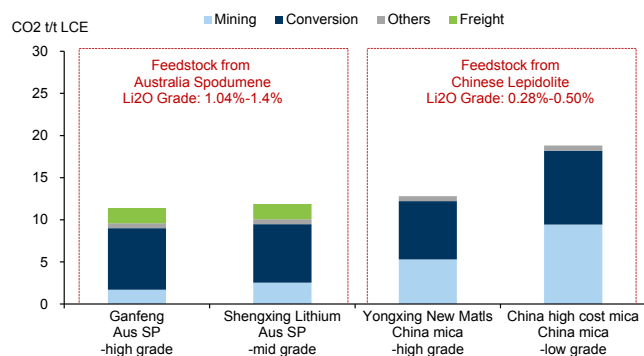 Mining Conversion Others Freight
CO2 t/t LCE
30
25
20
15
10
5
0
Feedstock from
Australia Spodumene
Li2O Grade: 1.04%-1.4%
Feedstock from
Chinese Lepidolite
Li2O Grade: 0.28%-0.50%
Ganfeng
Aus SP
-high grade
Shengxing Lithium
Aus SP
-mid grade
Yongxing New Matls
China mica
-high grade
China high cost mica
China mica
-low grade